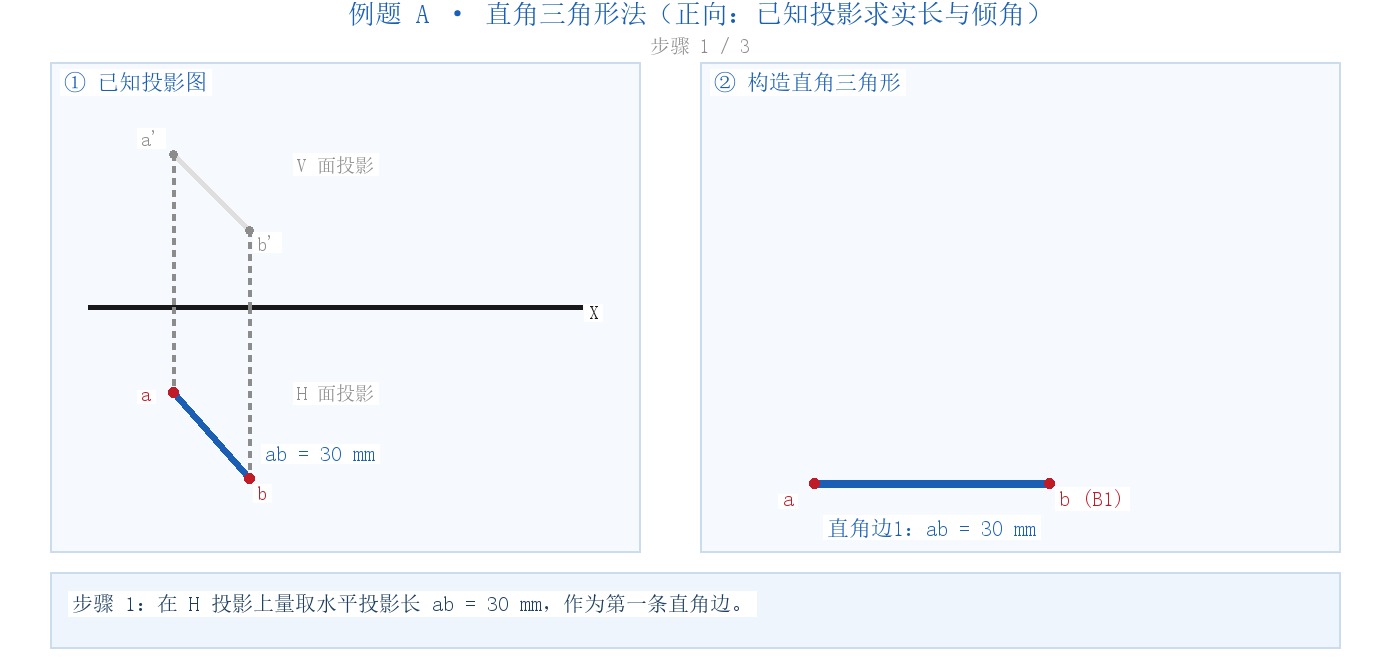 例题 A · 直角三角形法（正向：已知投影求实长与倾角）
步骤 1 / 3
① 已知投影图
a'
V 面投影
b'
X
a
H 面投影
ab = 30 mm
b
② 构造直角三角形
a
b (B1)
直角边1：ab = 30 mm
步骤 1：在 H 投影上量取水平投影长 ab = 30 mm，作为第一条直角边。